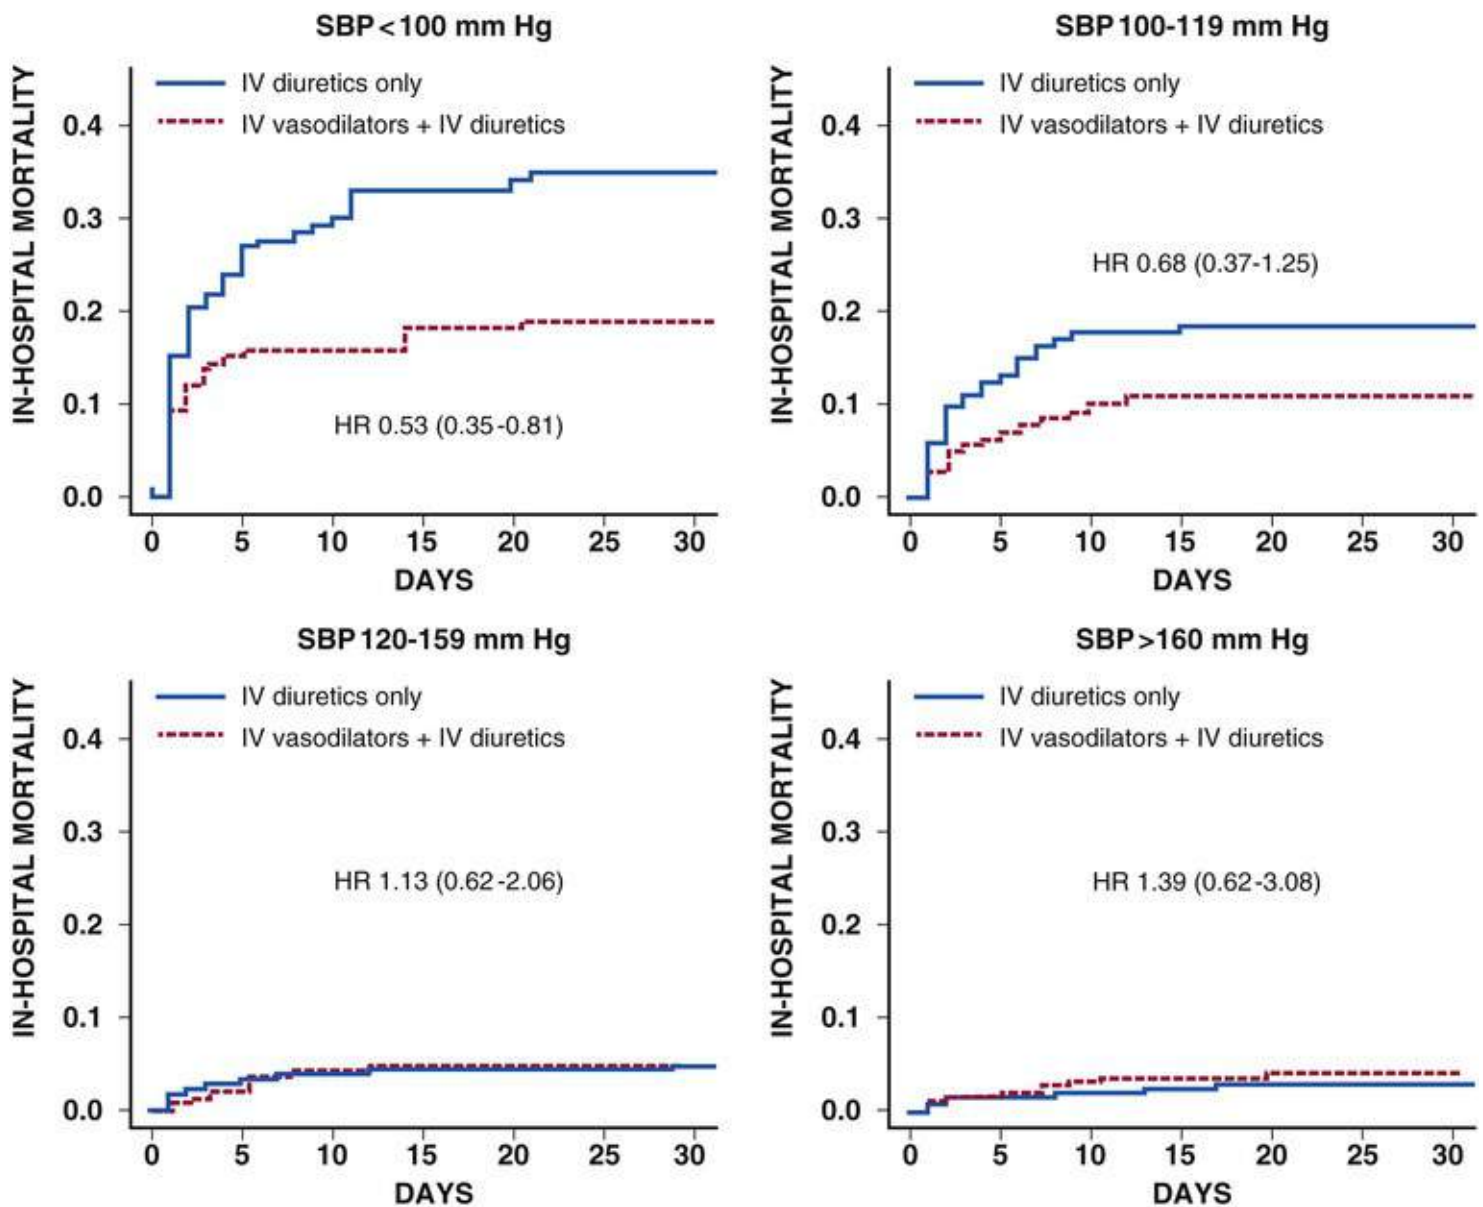 SBP < 100 mm Hg
IV diuretics only
IV vasodilators + IV diuretics
IN-HOSPITAL MORTALITY
0.4
0.3
0.2
0.1
0.0
HR 0.53 (0.35-0.81)
0 5 10 15 20 25 30
DAYS
SBP 100-119 mm Hg
IV diuretics only
IV vasodilators + IV diuretics
IN-HOSPITAL MORTALITY
0.4
0.3
0.2
0.1
0.0
HR 0.68 (0.37-1.25)
0 5 10 15 20 25 30
DAYS
SBP 120-159 mm Hg
IV diuretics only
IV vasodilators + IV diuretics
IN-HOSPITAL MORTALITY
0.4
0.3
0.2
0.1
0.0
HR 1.13 (0.62-2.06)
0 5 10 15 20 25 30
DAYS
SBP > 160 mm Hg
IV diuretics only
IV vasodilators + IV diuretics
IN-HOSPITAL MORTALITY
0.4
0.3
0.2
0.1
0.0
HR 1.39 (0.62-3.08)
0 5 10 15 20 25 30
DAYS